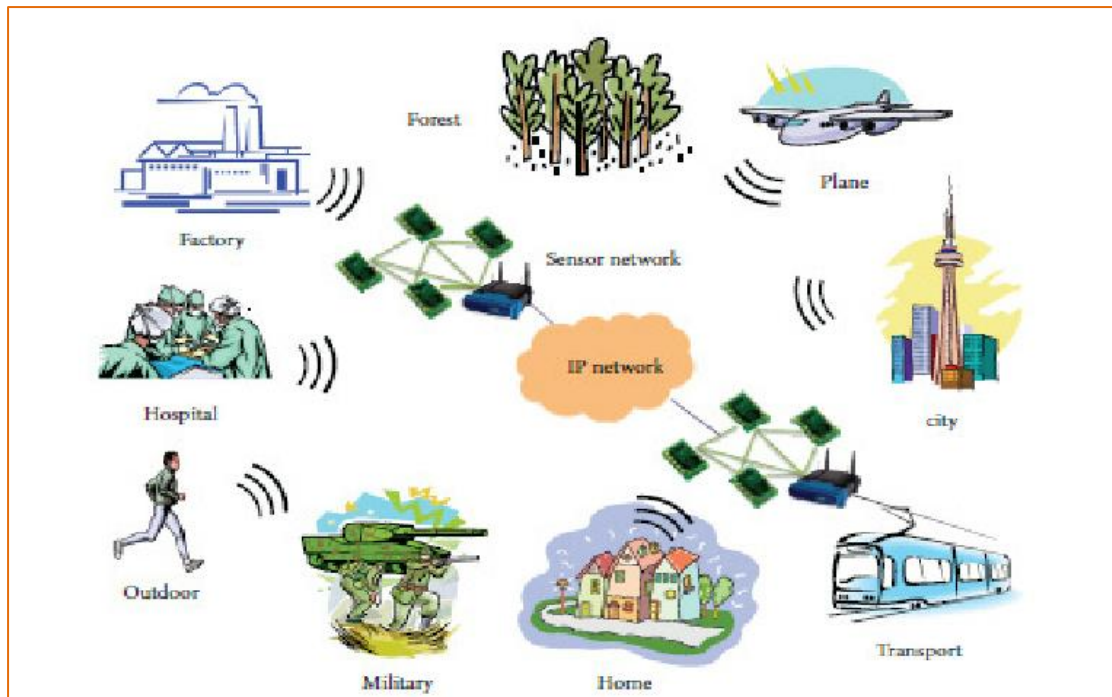 Forest
Plane
Factory
Sensor network
IP network
Hospital
city
Outdoor
Transport
Military
Home